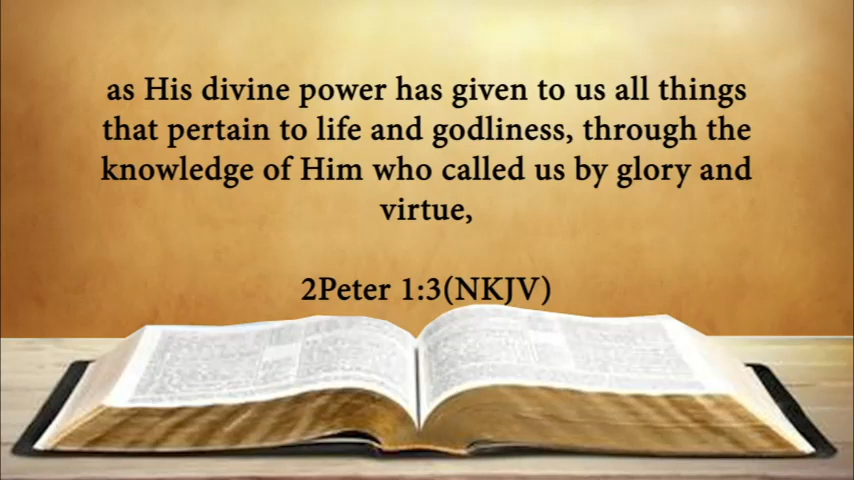 as His divine power has given to us all things
that pertain to life and godliness, through the
knowledge of Him who called us by glory and
virtue,
2Peter 1:3(NKJV)